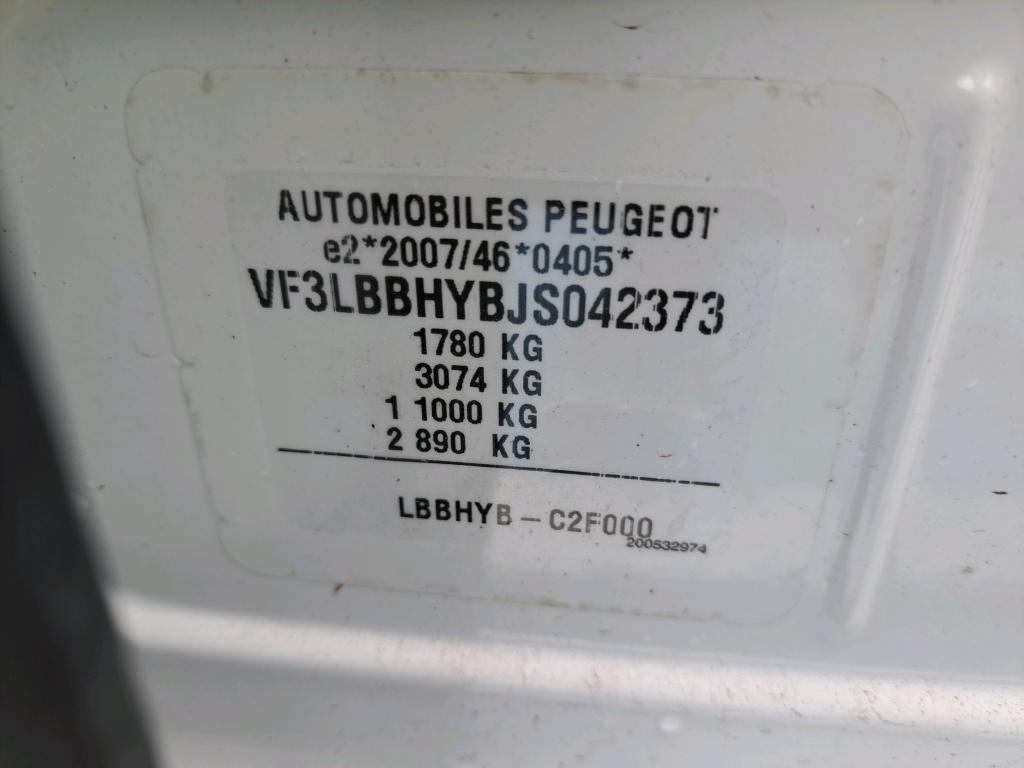 AUTOMOBILES PEUGEOT
e2*2007/46*0405*
VF3LBBHYBJS042373
1780 KG
3074 KG
1 1000 KG
2 890 KG
LBBHYB-C2F000
200532974